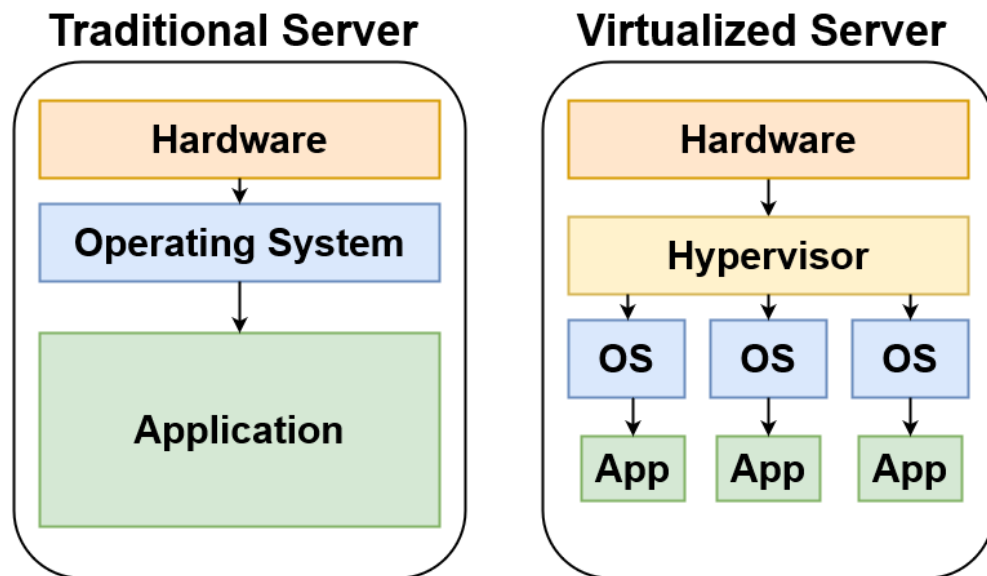 Traditional Server
Hardware
Operating System
Application
Virtualized Server
Hardware
Hypervisor
OS OS OS
App App App